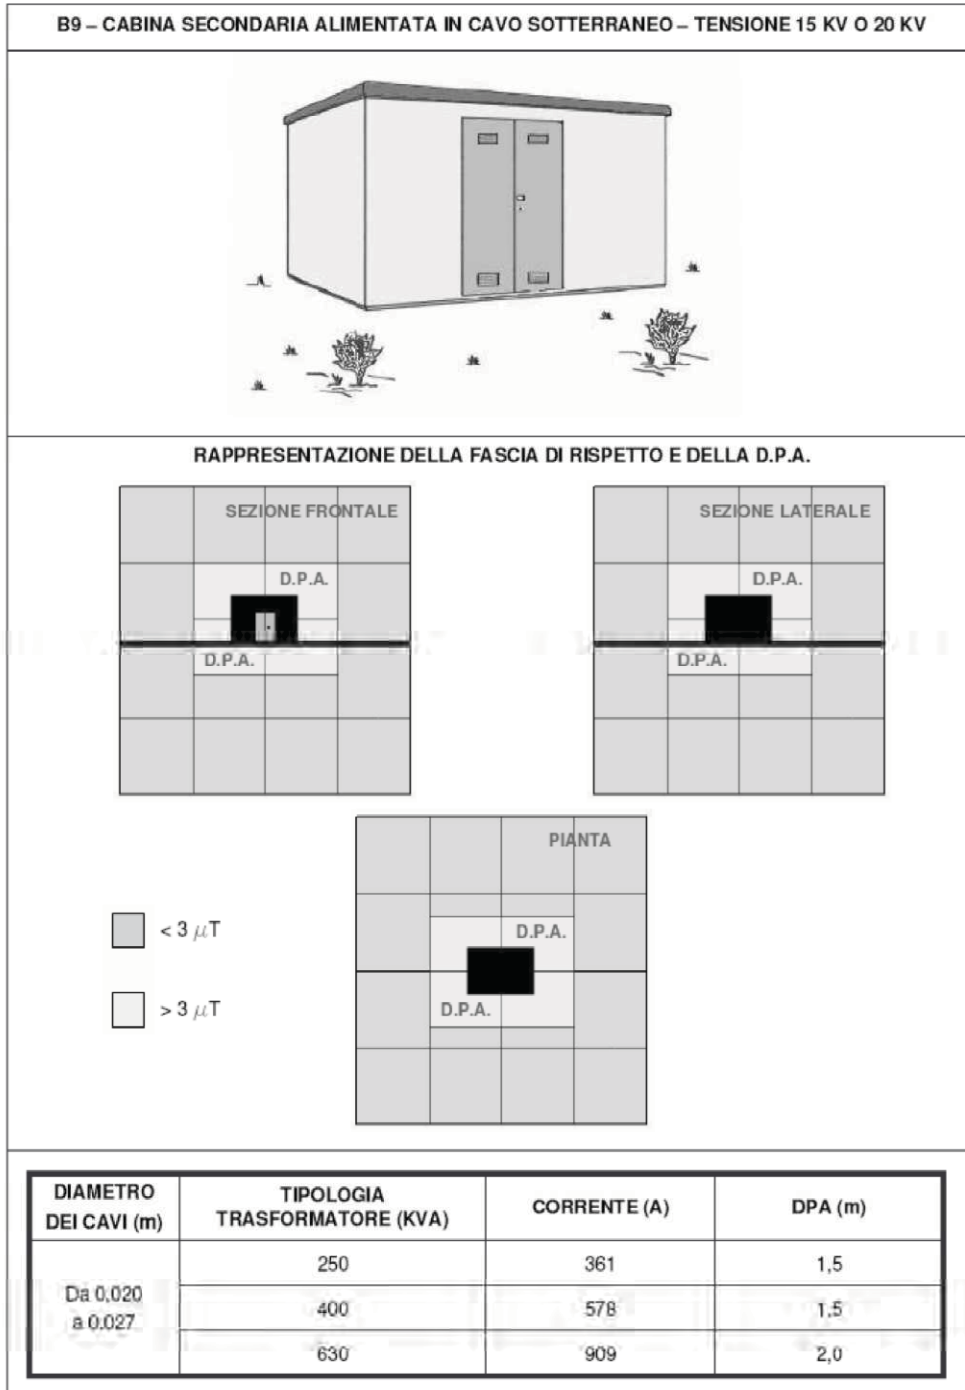 B9 – CABINA SECONDARIA ALIMENTATA IN CAVO SOTTERRANEO – TENSIONE 15 KV O 20 KV
RAPPRESENTAZIONE DELLA FASCIA DI RISPETTO E DELLA D.P.A.
SEZIONE FRONTALE
D.P.A.
D.P.A.
SEZIONE LATERALE
D.P.A.
D.P.A.
PIANTA
D.P.A.
D.P.A.
< 3 μT
> 3 μT
DIAMETRO DEI CAVI (m) TIPOLOGIA TRASFORMATORE (KVA) CORRENTE (A) DPA (m)
Da 0,020 a 0,027
250 361 1,5
400 578 1,5
630 909 2,0